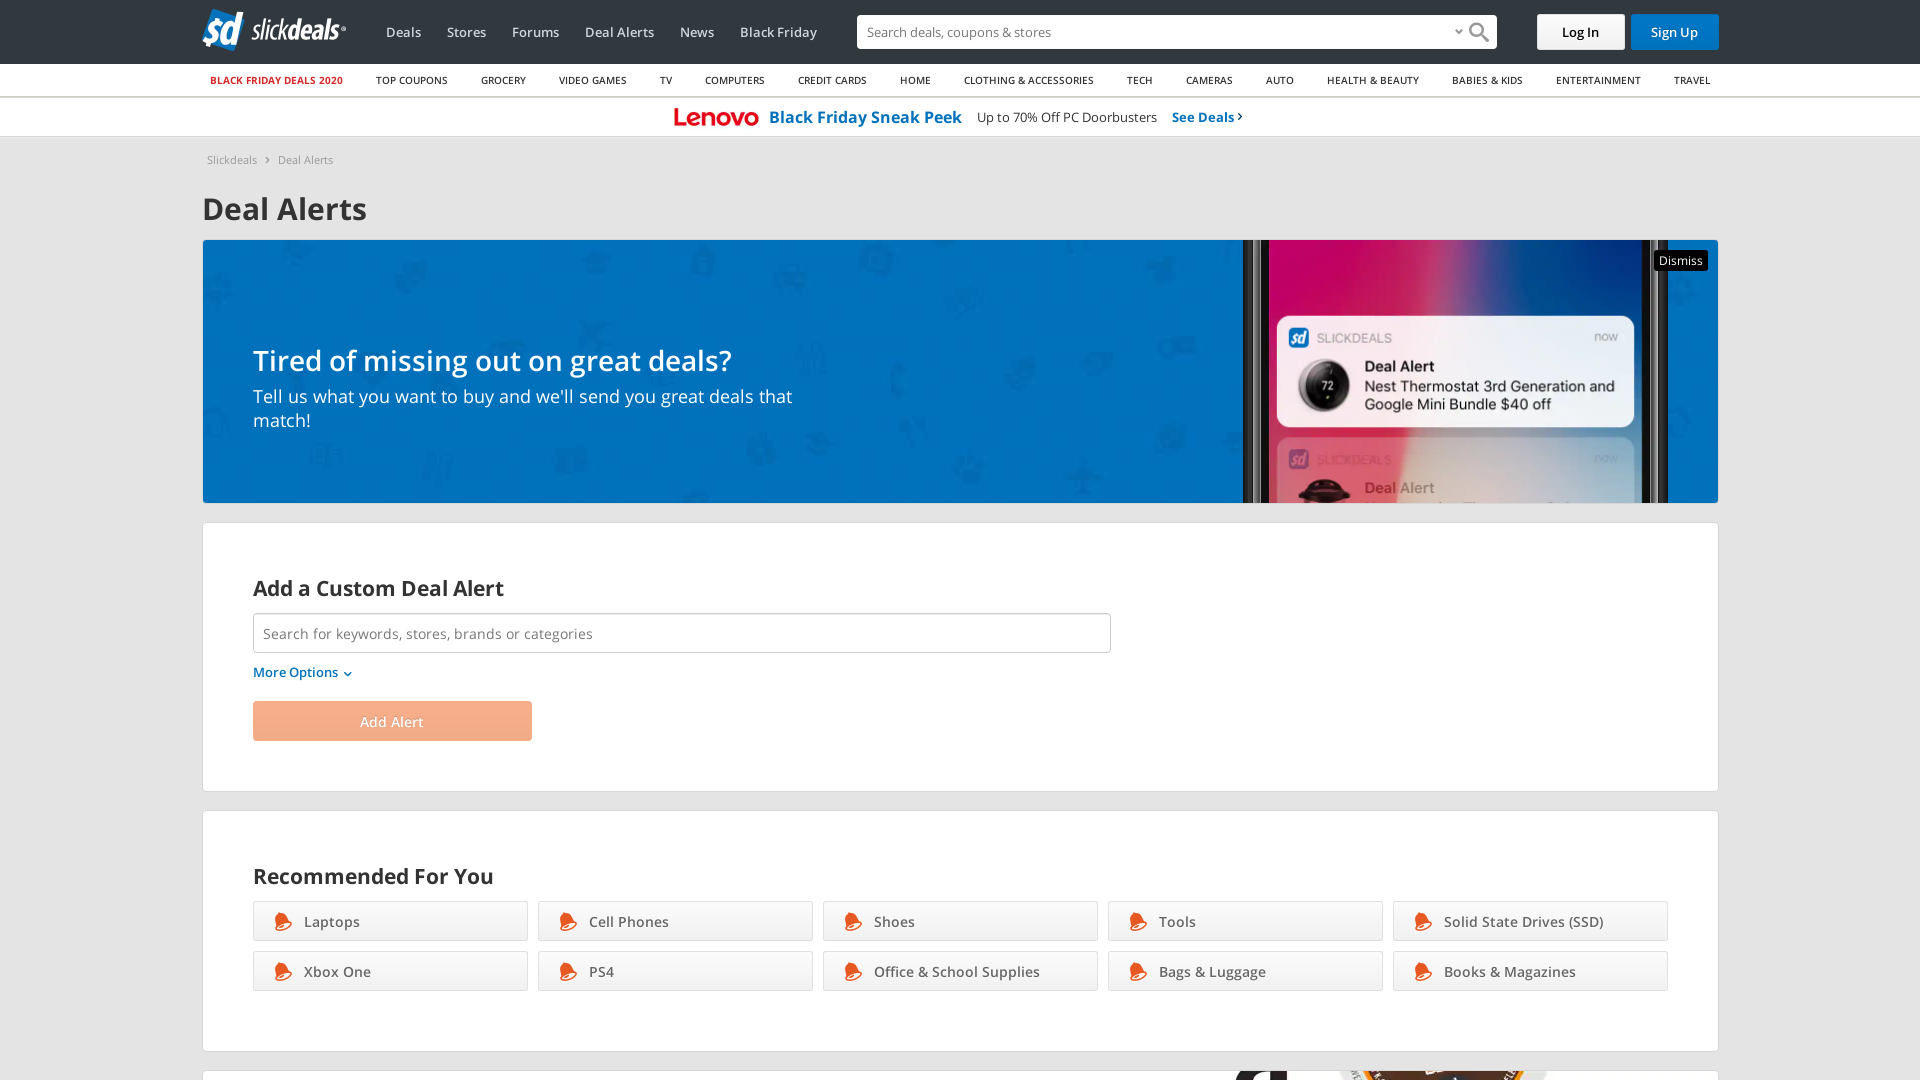 sd slickdeals
Deals
Stores
Forums
Deal Alerts
News
Black Friday
Search deals, coupons & stores
Log In
Sign Up
BLACK FRIDAY DEALS 2020
TOP COUPONS
GROCERY
VIDEO GAMES
TV
COMPUTERS
CREDIT CARDS
HOME
CLOTHING & ACCESSORIES
TECH
CAMERAS
AUTO
HEALTH & BEAUTY
BABIES & KIDS
ENTERTAINMENT
TRAVEL
Lenovo Black Friday Sneak Peek Up to 70% Off PC Doorbusters See Deals
Slickdeals > Deal Alerts
Deal Alerts
Dismiss
Tired of missing out on great deals?
Tell us what you want to buy and we'll send you great deals that
match!
sd SLICKDEALS now
Deal Alert
72
Nest Thermostat 3rd Generation and
Google Mini Bundle $40 off
sd SLICKDEALS now
Deal Alert
Add a Custom Deal Alert
Search for keywords, stores, brands or categories
More Options
Add Alert
Recommended For You
Laptops
Cell Phones
Shoes
Tools
Solid State Drives (SSD)
Xbox One
PS4
Office & School Supplies
Bags & Luggage
Books & Magazines